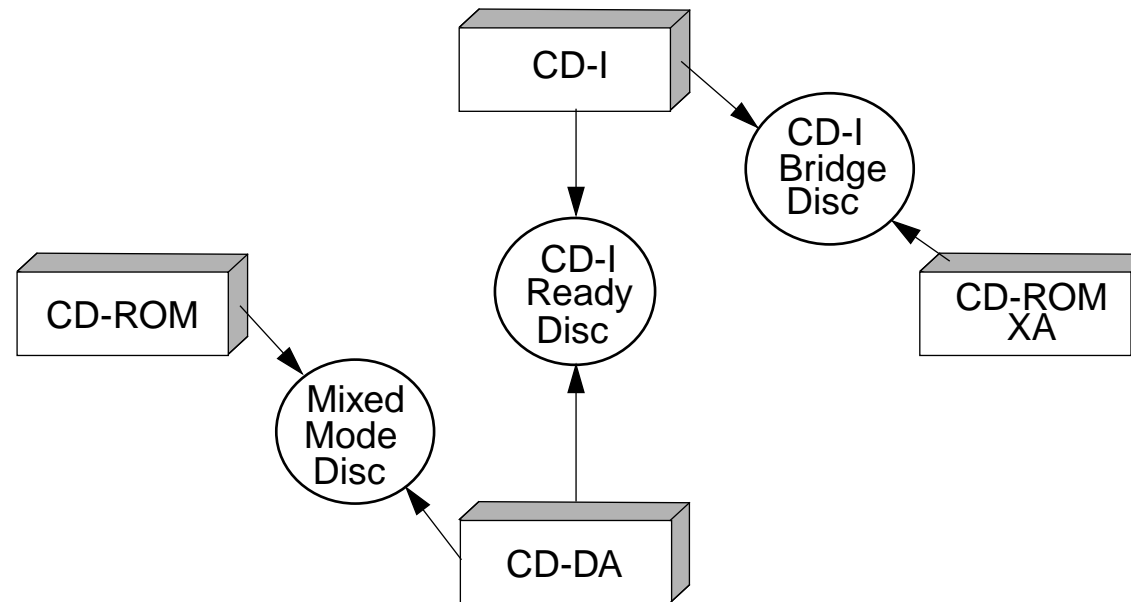 CD-I
CD-I
Bridge
Disc
CD-I
Ready
Disc
CD-ROM
XA
CD-ROM
Mixed
Mode
Disc
CD-DA